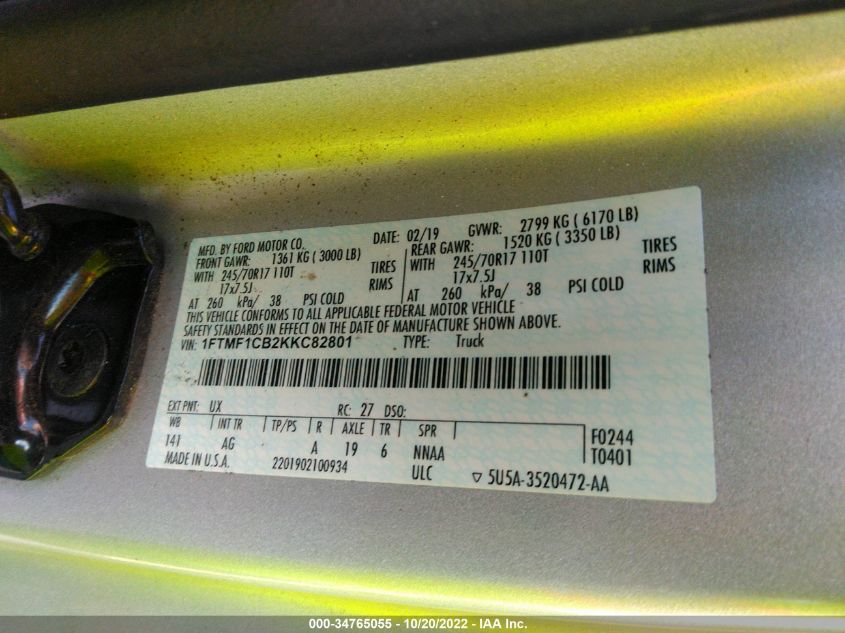 MFD. BY FORD MOTOR CO. DATE: 02/19 GVWR: 2799 KG ( 6170 LB)
FRONT GAWR: 1361 KG ( 3000 LB) REAR GAWR: 1520 KG ( 3350 LB)
WITH 245/70R17 110T TIRES WITH 245/70R17 110T TIRES
17x7.5J RIMS 17x7.5J RIMS
AT 260 kPa/ 38 PSI COLD AT 260 kPa/ 38 PSI COLD
THIS VEHICLE CONFORMS TO ALL APPLICABLE FEDERAL MOTOR VEHICLE
SAFETY STANDARDS IN EFFECT ON THE DATE OF MANUFACTURE SHOWN ABOVE.
VIN: 1FTMF1CB2KKC82801 TYPE: Truck
EXT PNT: UX RC: 27 DSO:
WB INT TR TP/PS R AXLE TR SPR
141 AG A 19 6 NNAA F0244
T0401
MADE IN U.S.A. 2201902100934 ULC ▽ 5U5A-3520472-AA
000-34765055 - 10/20/2022 - IAA Inc.